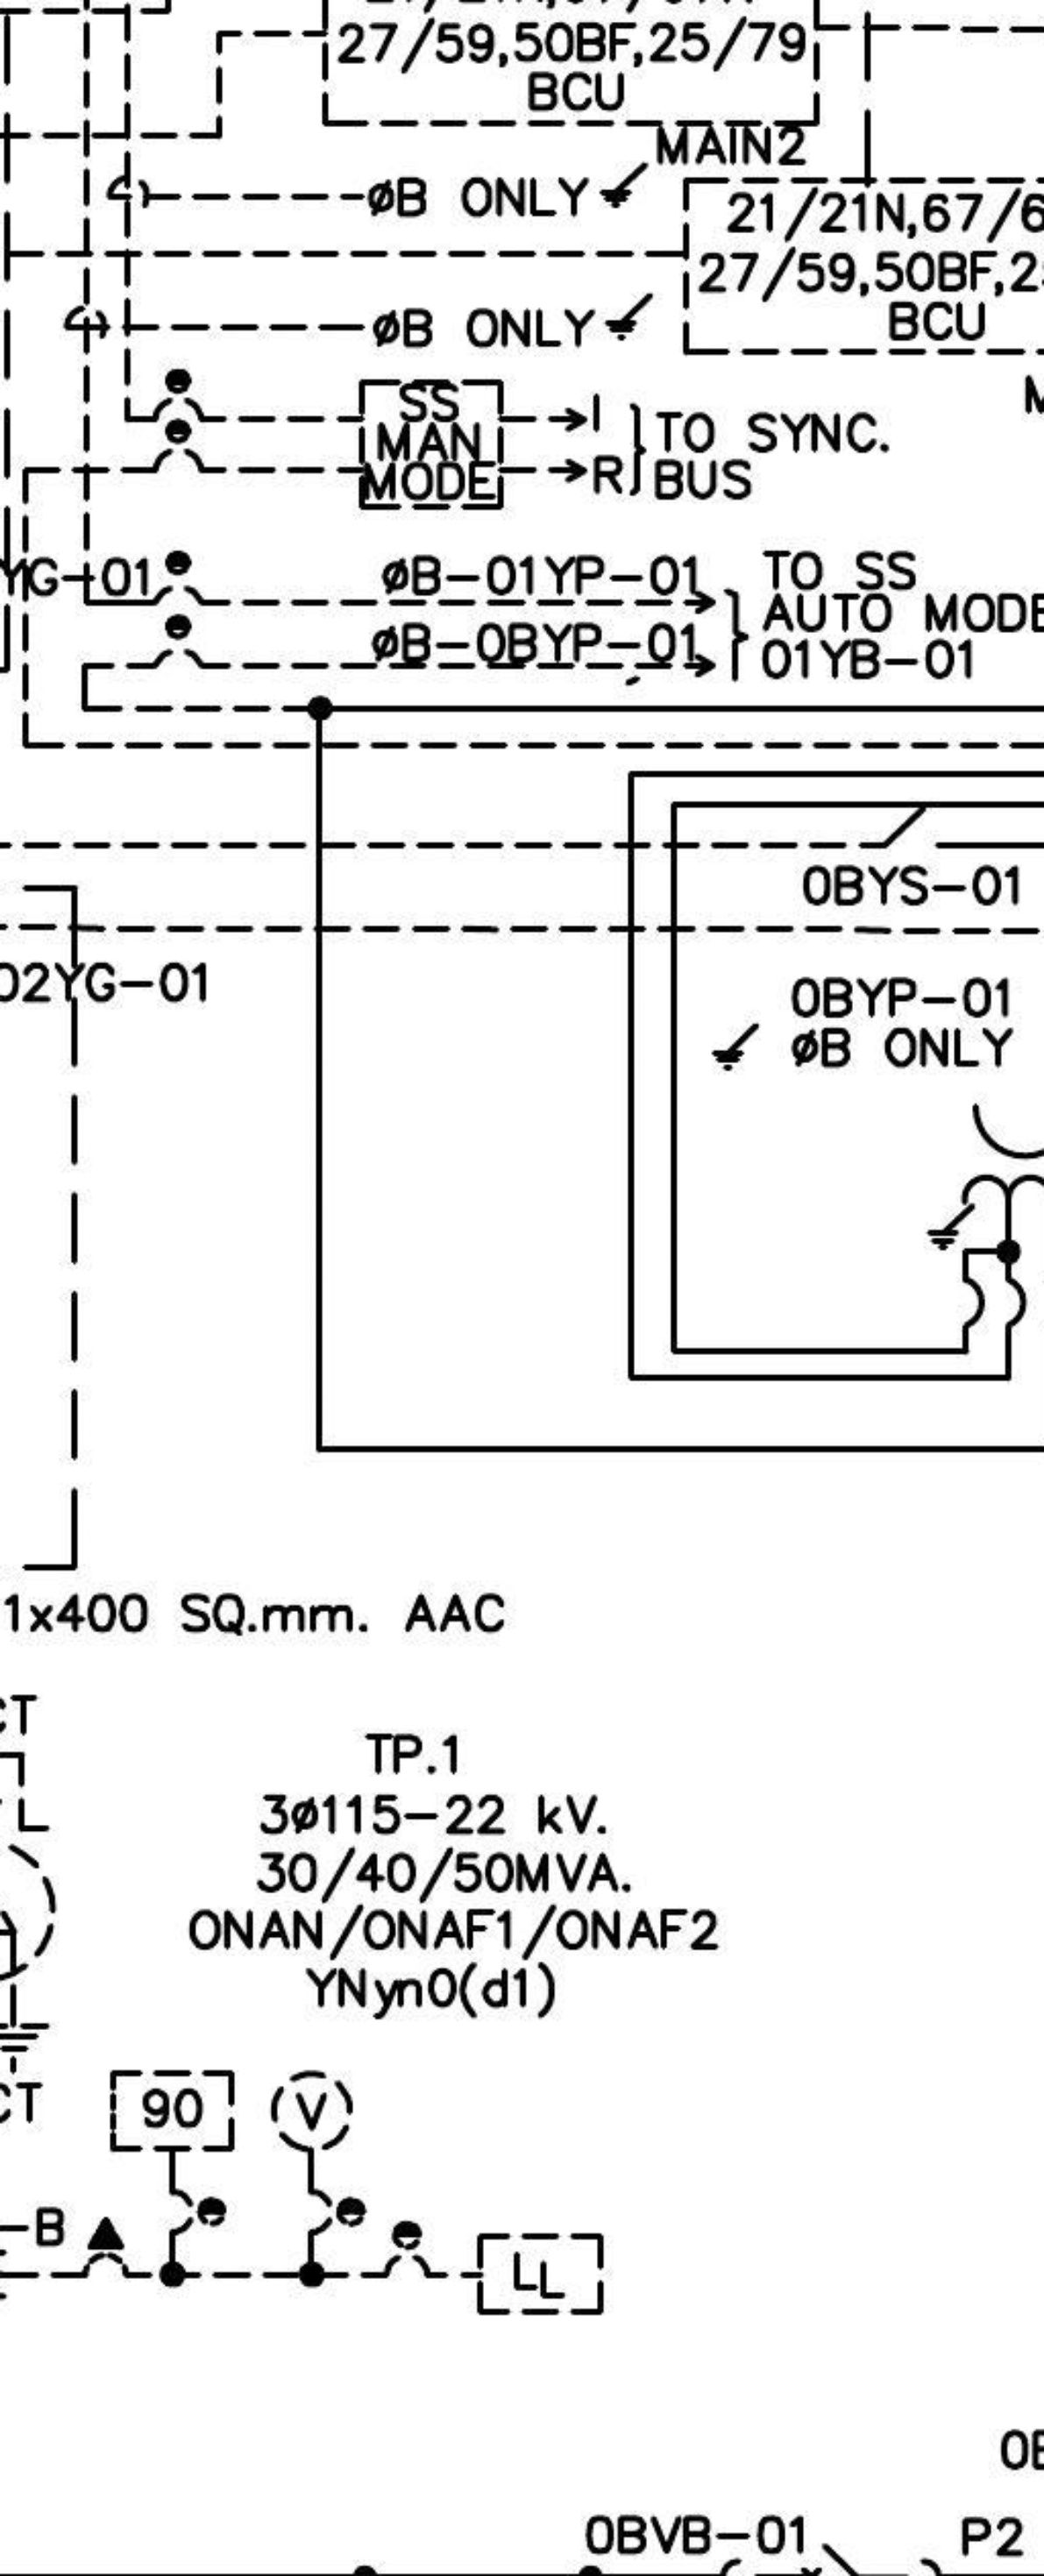 27/59,50BF,25/79
BCU
MAIN2
øB ONLY
21/21N,67/6
27/59,50BF,2
BCU
øB ONLY
SS
MAN
MODE
I
R
TO SYNC.
BUS
YG-01
øB-01YP-01
øB-0BYP-01
TO SS
AUTO MODE
01YB-01
0BYS-01
02YG-01
0BYP-01
øB ONLY
1x400 SQ.mm. AAC
CT
TP.1
3ø115-22 kV.
30/40/50MVA.
ONAN/ONAF1/ONAF2
YNyn0(d1)
CT
90
V
-B
LL
0BVB-01
P2